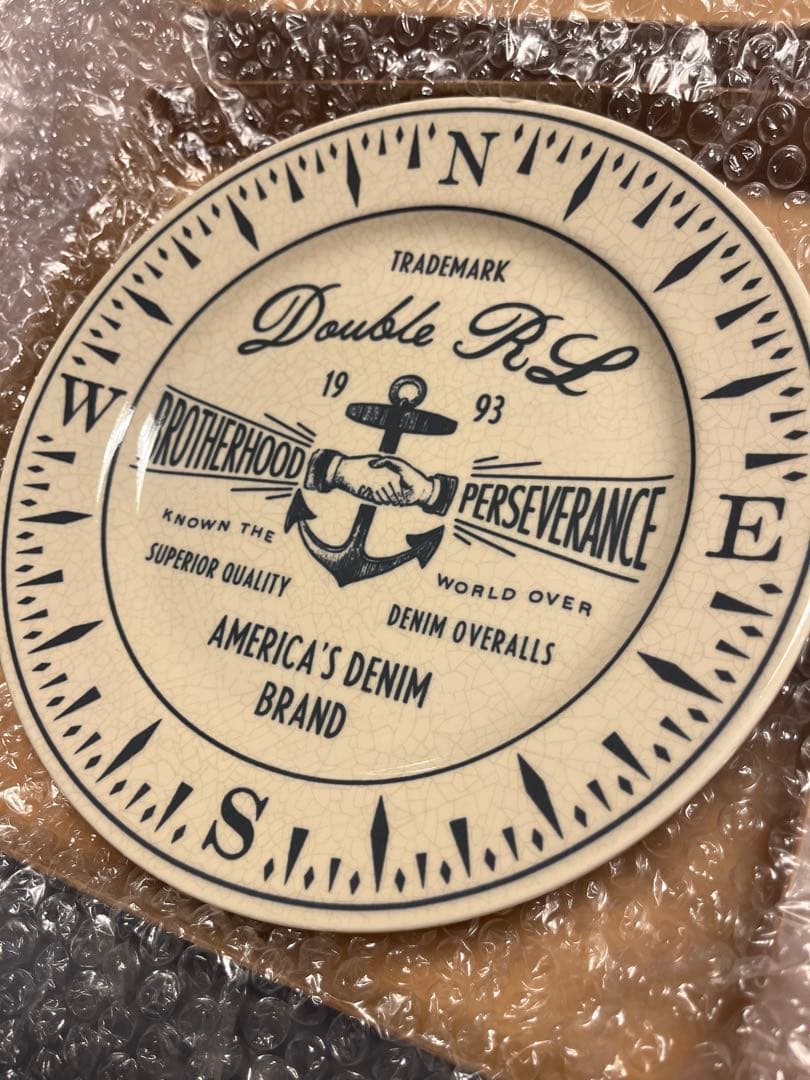 N
TRADEMARK
Double RL
19 93
W
BROTHERHOOD PERSEVERANCE
E
KNOWN THE WORLD OVER
SUPERIOR QUALITY DENIM OVERALLS
AMERICA'S DENIM
BRAND
S